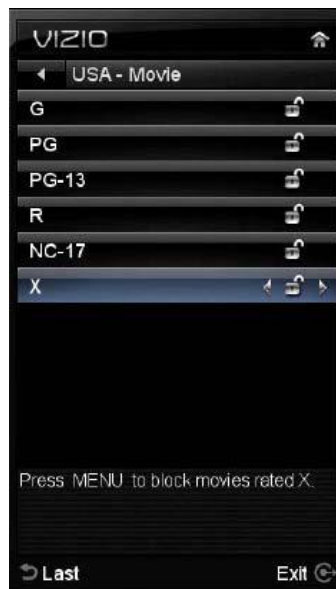 VIZIO
USA - Movie
G
PG
PG-13
R
NC-17
X
Press MENU to block movies rated X.
Last Exit